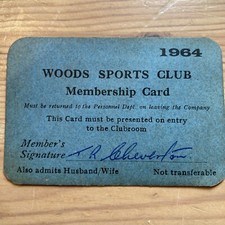 1964
WOODS SPORTS CLUB
Membership Card
Must be returned to the Personnel Dept. on leaving the Company
This Card must be presented on entry
to the Clubroom
Member's
Signature T. R. Cheverton
Also admits Husband/Wife Not transferable